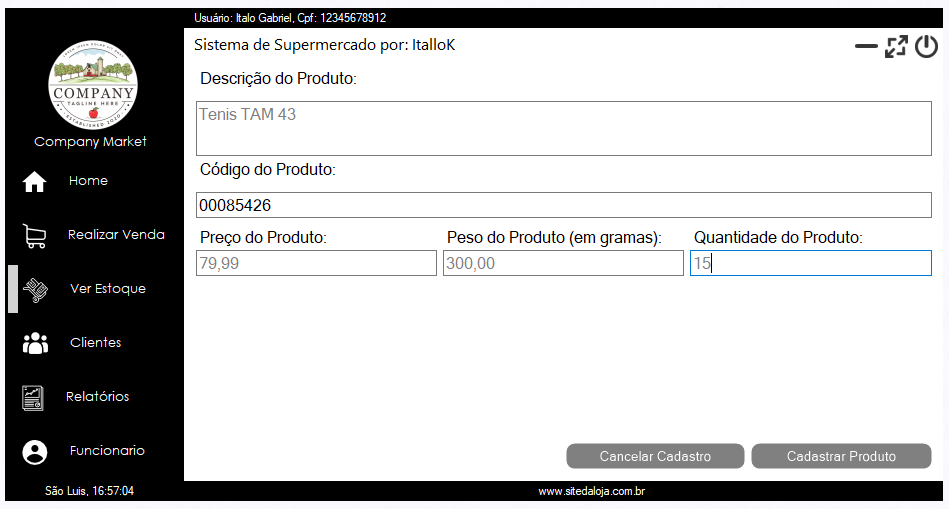 Usuário: Italo Gabriel, Cpf: 12345678912
Sistema de Supermercado por: ItalloK
COMPANY
TAGLINE HERE
ESTABLISHED 2020
Company Market
Home
Realizar Venda
Ver Estoque
Clientes
Relatórios
Funcionario
São Luis, 16:57:04
Descrição do Produto:
Tenis TAM 43
Código do Produto:
00085426
Preço do Produto: Peso do Produto (em gramas): Quantidade do Produto:
79,99 300,00 15
Cancelar Cadastro Cadastrar Produto
www.sitedaloja.com.br